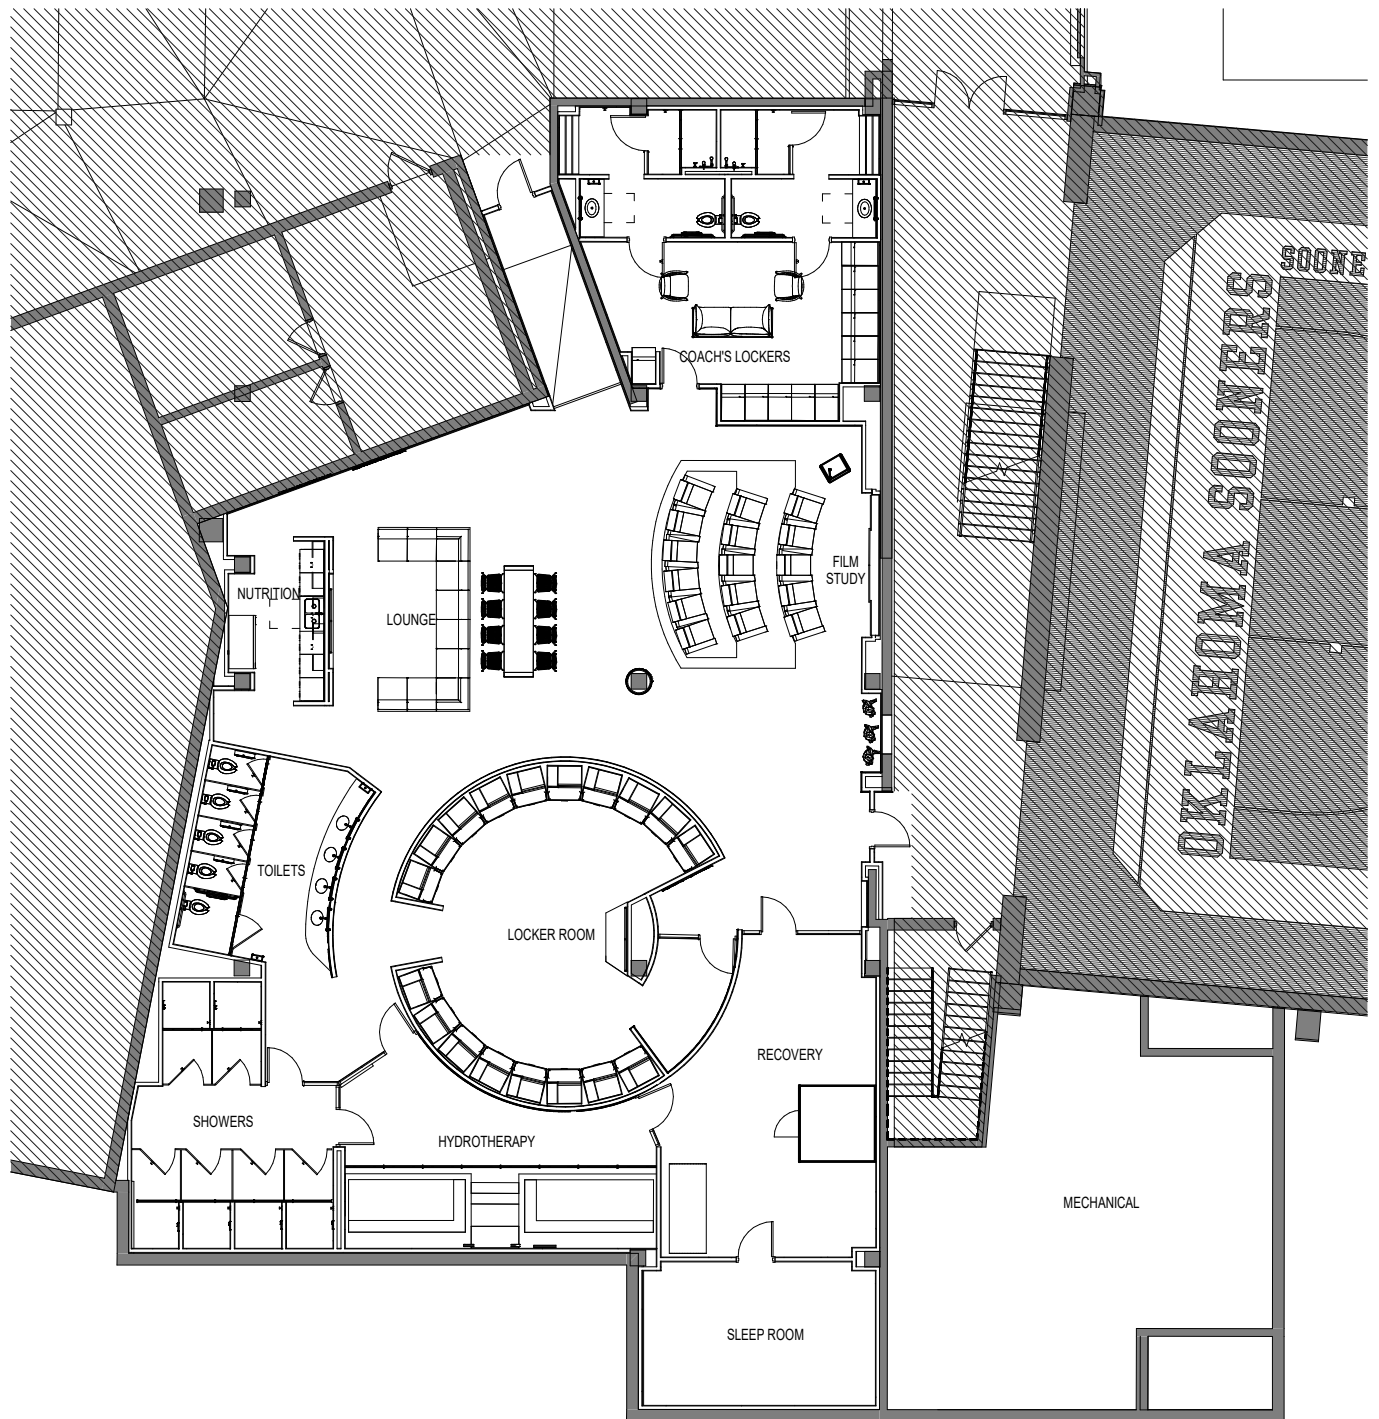 SOONE
OKLAHOMA SOONERS
COACH'S LOCKERS
FILM
STUDY
NUTRITION
LOUNGE
TOILETS
LOCKER ROOM
RECOVERY
SHOWERS
HYDROTHERAPY
MECHANICAL
SLEEP ROOM